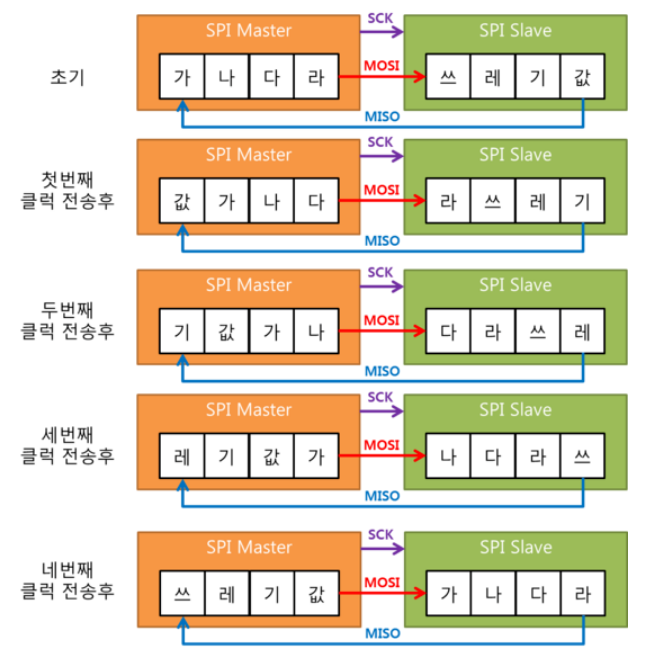 SCK
SPI Master SPI Slave
초기 가 나 다 라 MOSI 쓰 레 기 값
MISO
SCK
SPI Master SPI Slave
첫번째
클럭 전송후 값 가 나 다 MOSI 라 쓰 레 기
MISO
SCK
SPI Master SPI Slave
두번째
클럭 전송후 기 값 가 나 MOSI 다 라 쓰 레
MISO
SCK
SPI Master SPI Slave
세번째
클럭 전송후 레 기 값 가 MOSI 나 다 라 쓰
MISO
SCK
SPI Master SPI Slave
네번째
클럭 전송후 쓰 레 기 값 MOSI 가 나 다 라
MISO